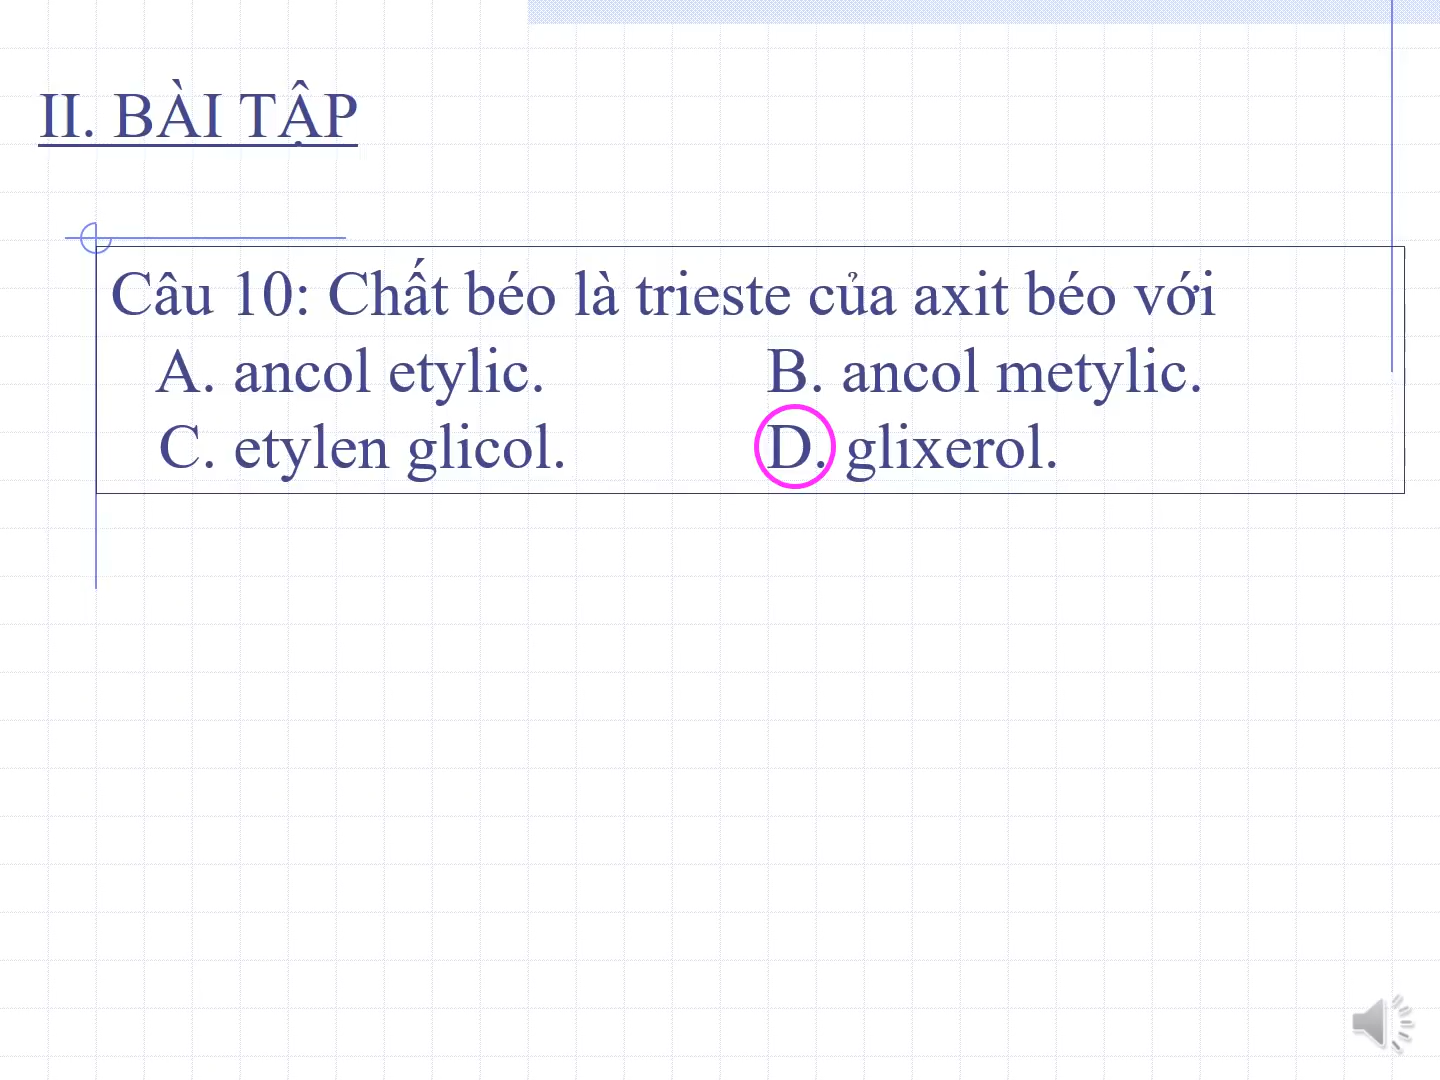 II. BÀI TẬP
Câu 10: Chất béo là trieste của axit béo với
A. ancol etylic. B. ancol metylic.
C. etylen glicol. D. glixerol.